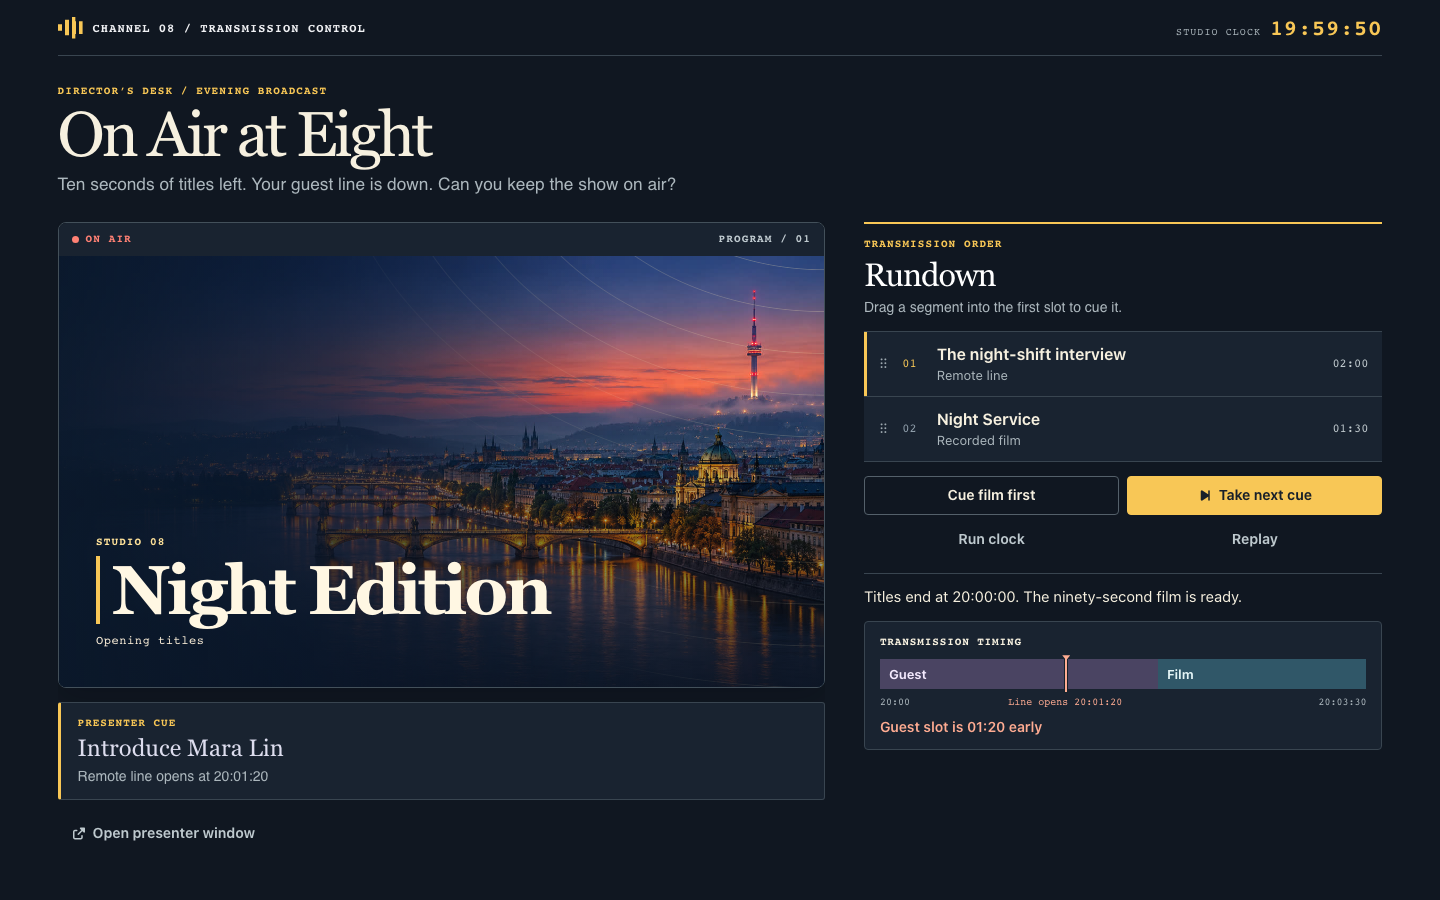 CHANNEL 08 / TRANSMISSION CONTROL
STUDIO CLOCK 19:59:50
DIRECTOR'S DESK / EVENING BROADCAST
On Air at Eight
Ten seconds of titles left. Your guest line is down. Can you keep the show on air?
ON AIR
PROGRAM / 01
STUDIO 08
Night Edition
Opening titles
PRESENTER CUE
Introduce Mara Lin
Remote line opens at 20:01:20
Open presenter window
TRANSMISSION ORDER
Rundown
Drag a segment into the first slot to cue it.
01 The night-shift interview 02:00
Remote line
02 Night Service 01:30
Recorded film
Cue film first
Take next cue
Run clock
Replay
Titles end at 20:00:00. The ninety-second film is ready.
TRANSMISSION TIMING
Guest Film
20:00 Line opens 20:01:20 20:03:30
Guest slot is 01:20 early